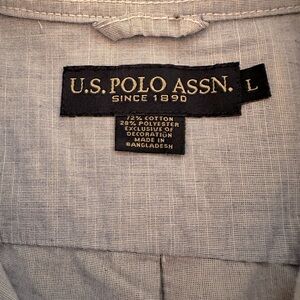 U.S. POLO ASSN.
SINCE 1890
L
72% COTTON
28% POLYESTER
EXCLUSIVE OF
DECORATION
MADE IN
BANGLADESH